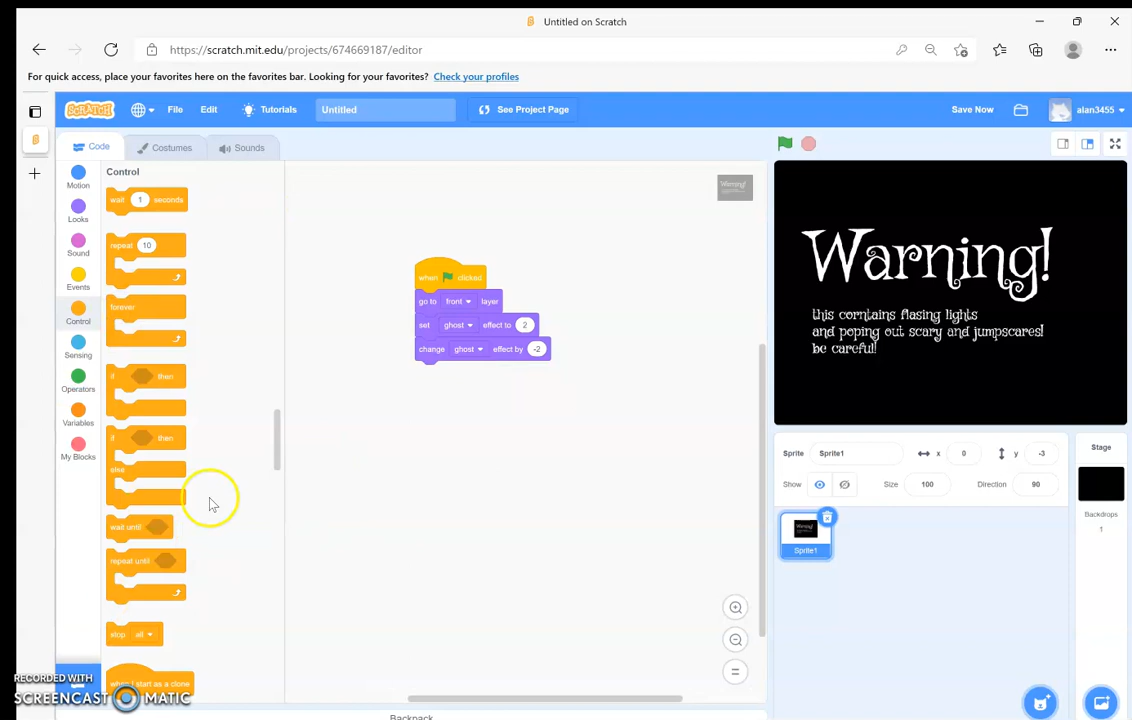 Untitled on Scratch
https://scratch.mit.edu/projects/674669187/editor
For quick access, place your favorites here on the favorites bar. Looking for your favorites? Check your profiles
SCRATCH File Edit Tutorials Untitled See Project Page Save Now alan3455
Code Costumes Sounds
Motion
Looks
Sound
Events
Control
Sensing
Operators
Variables
My Blocks
Control
wait 1 seconds
repeat 10
forever
if then
if then
else
wait until
repeat until
stop all
when I start as a clone
when clicked
go to front layer
set ghost effect to 2
change ghost effect by -2
Warning!
Warning!
this corntains flasing lights
and poping out scary and jumpscares!
be careful!
Sprite Sprite1 x 0 y -3
Show Size 100 Direction 90
Warning!
Sprite1
Stage
Backdrops
1
Backpack
RECORDED WITH
SCREENCAST MATIC